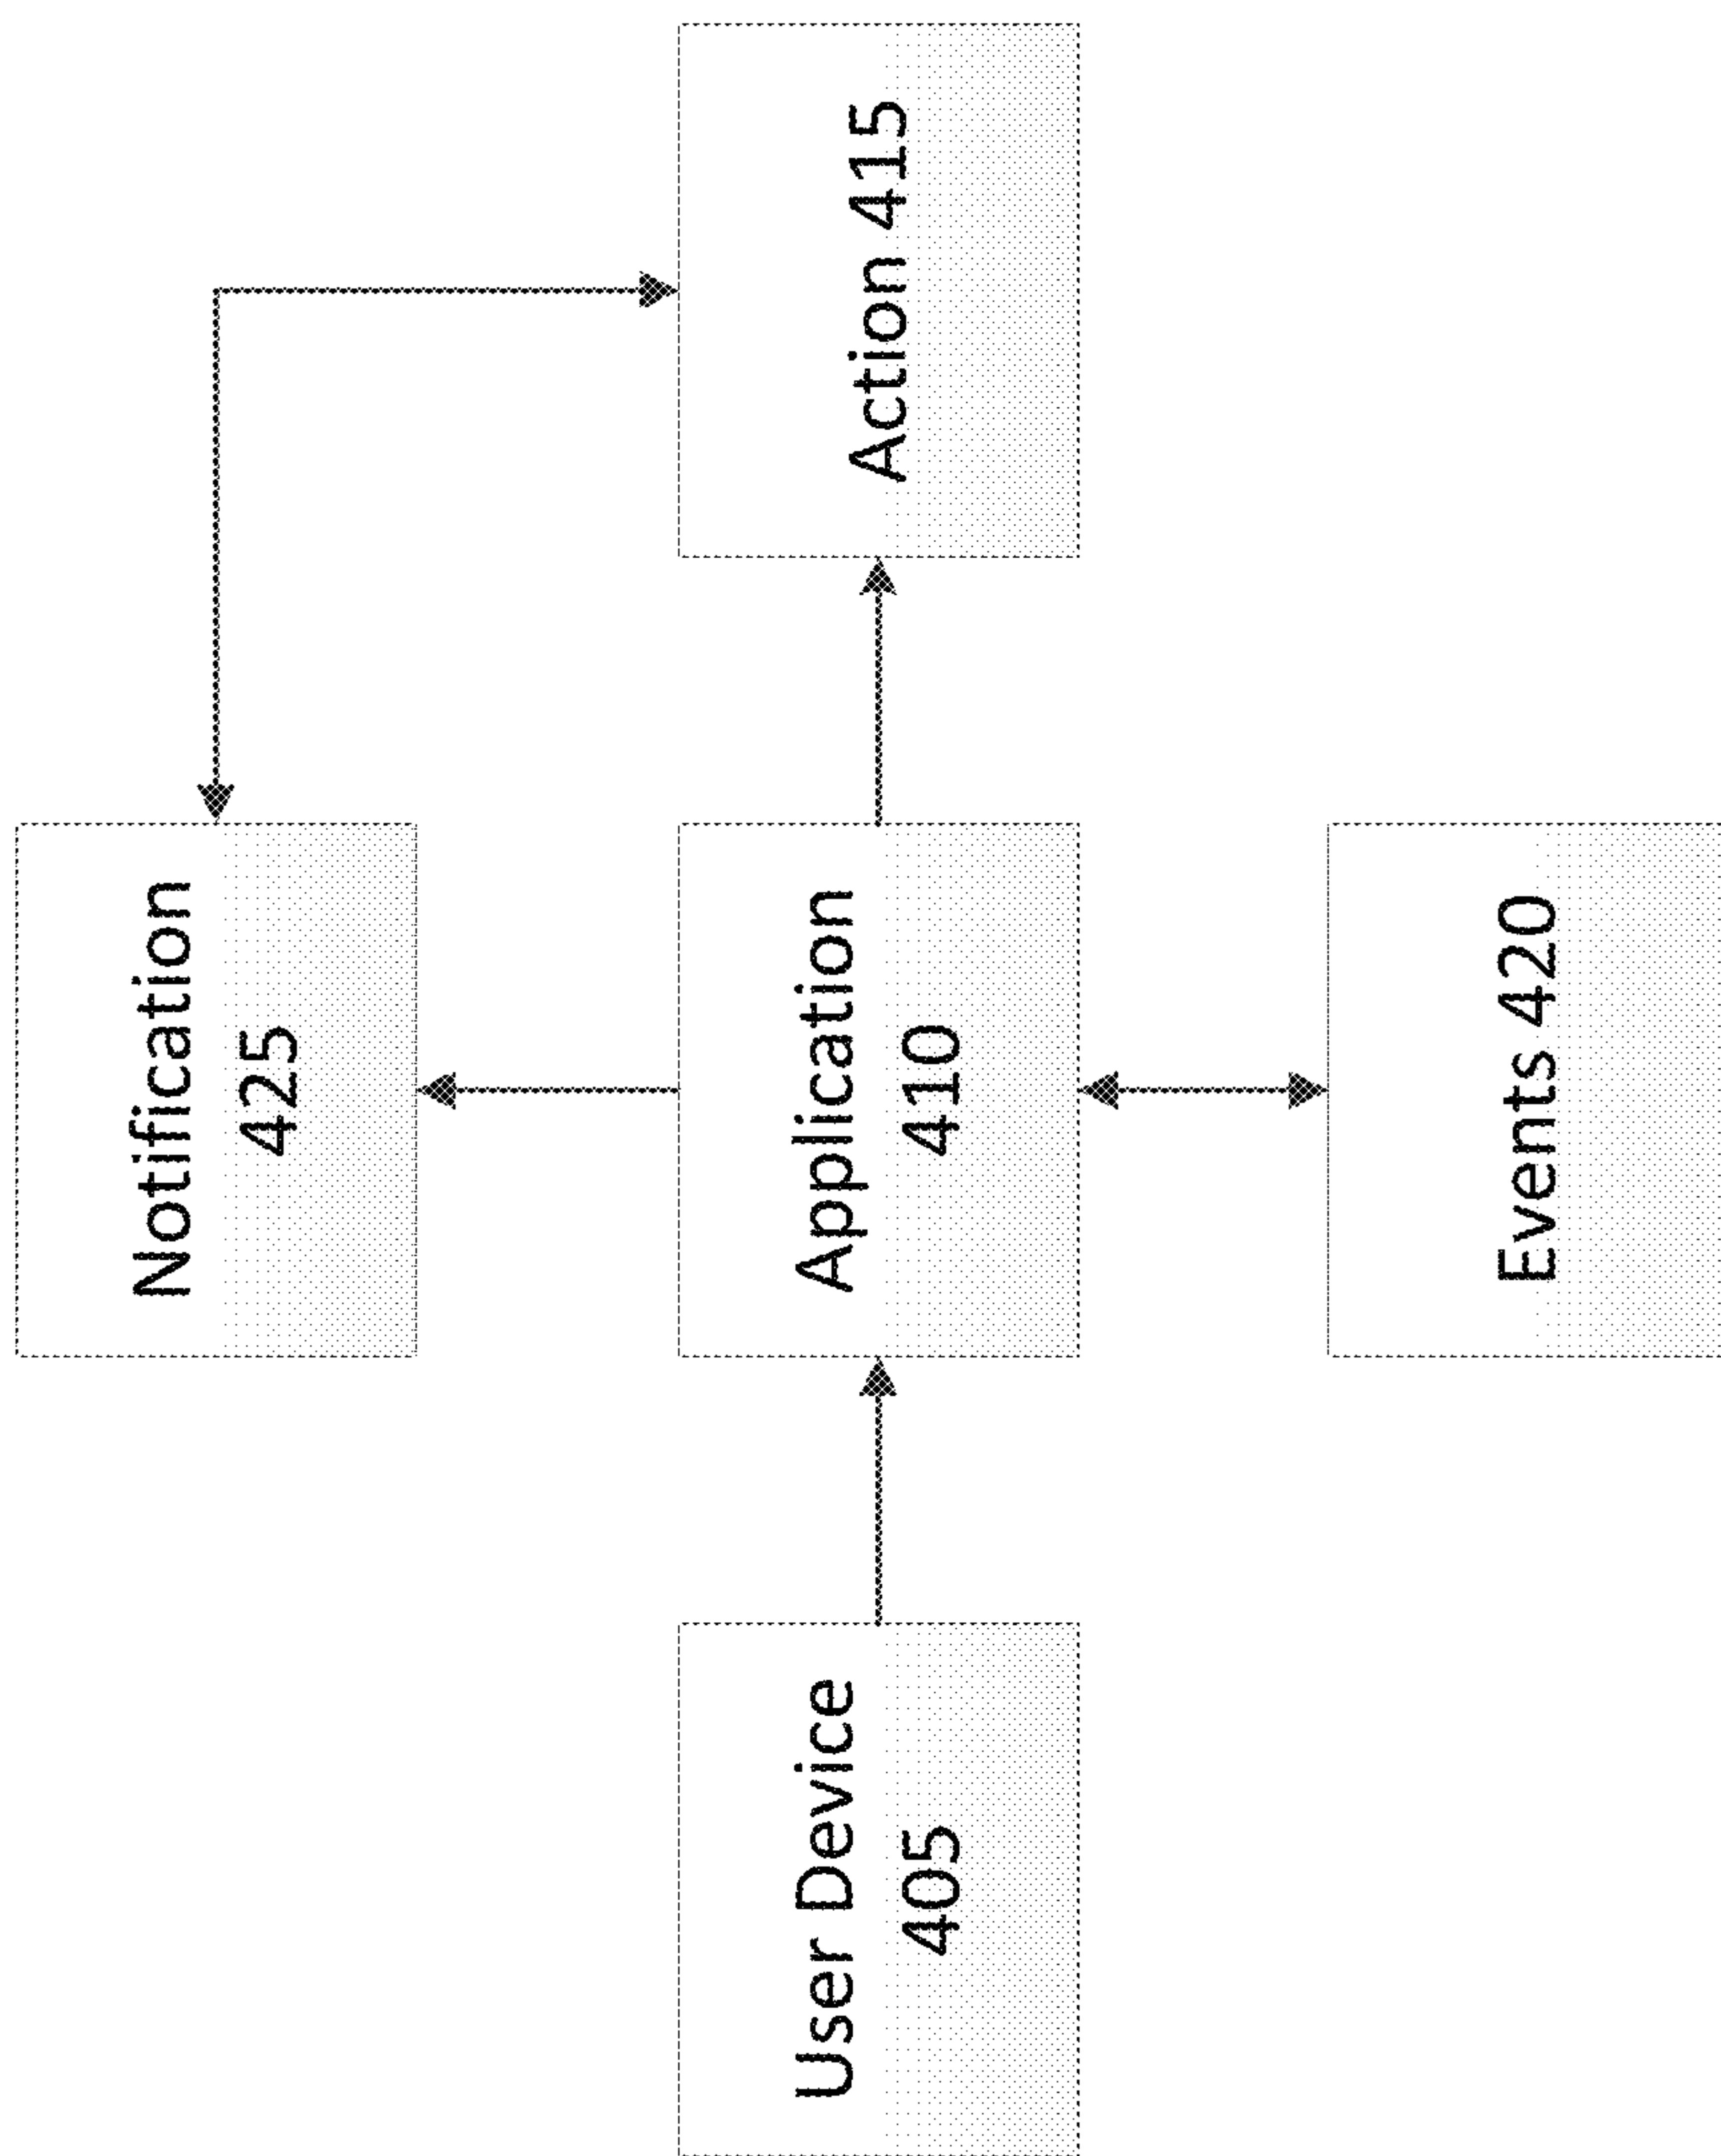 Notification
425
User Device
405
Application
410
Action 415
Events 420